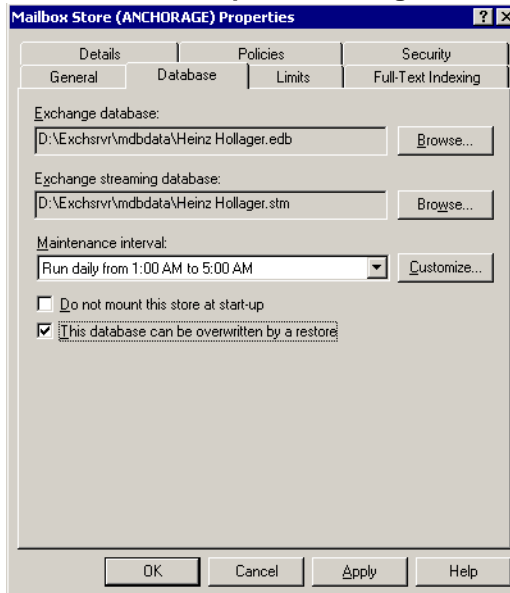 Mailbox Store (ANCHORAGE) Properties
Details Policies Security
General Database Limits Full-Text Indexing
Exchange database:
D:\Exchsrvr\mdbdata\Heinz Hollager.edb Browse...
Exchange streaming database:
D:\Exchsrvr\mdbdata\Heinz Hollager.stm Browse...
Maintenance interval:
Run daily from 1:00 AM to 5:00 AM Customize...
Do not mount this store at start-up
This database can be overwritten by a restore
OK Cancel Apply Help